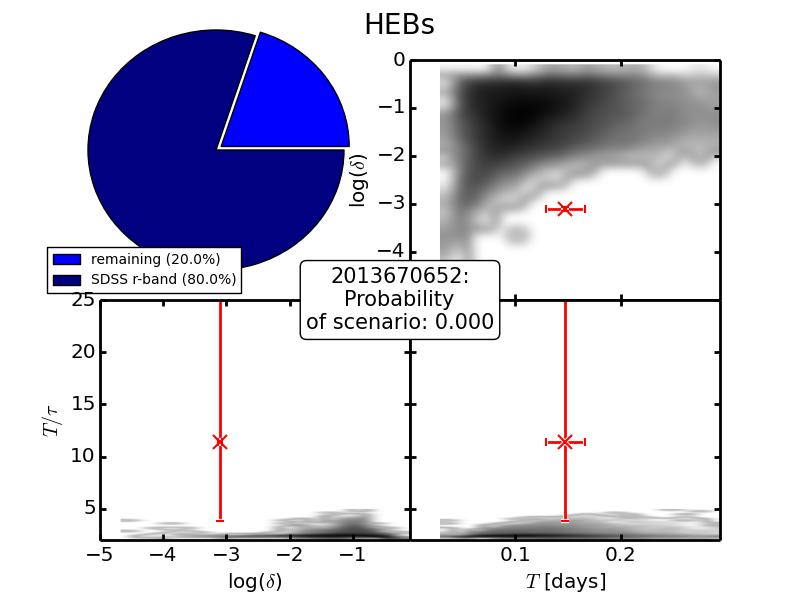 HEBs
remaining (20.0%)
SDSS r-band (80.0%)
log(δ)
0
−1
−2
−3
−4
2013670652:
Probability
of scenario: 0.000
T/τ
25
20
15
10
5
−5 −4 −3 −2 −1
log(δ)
0.1 0.2
T [days]